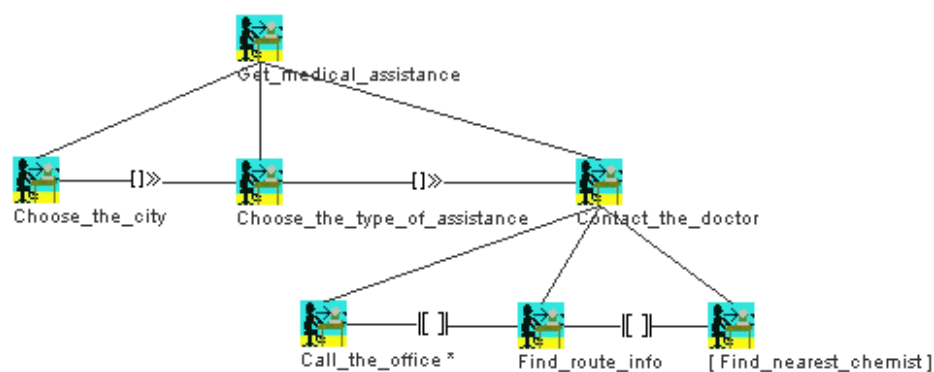 Get_medical_assistance
[]>> []>>
Choose_the_city Choose_the_type_of_assistance Contact_the_doctor
|[ ]| |[ ]|
Call_the_office* Find_route_info [Find_nearest_chemist]